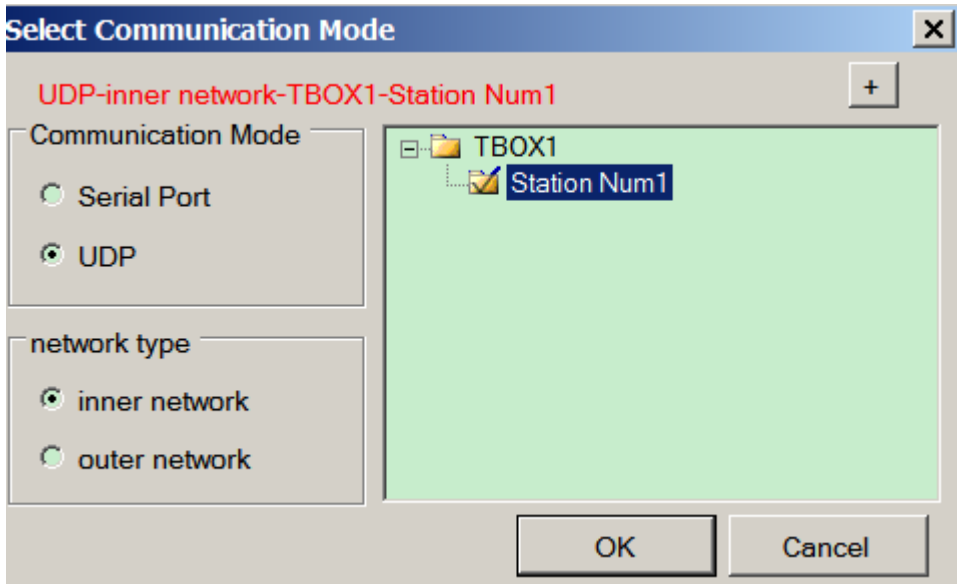 Select Communication Mode
UDP-inner network-TBOX1-Station Num1
+
Communication Mode
Serial Port
UDP
network type
inner network
outer network
TBOX1
Station Num1
OK
Cancel